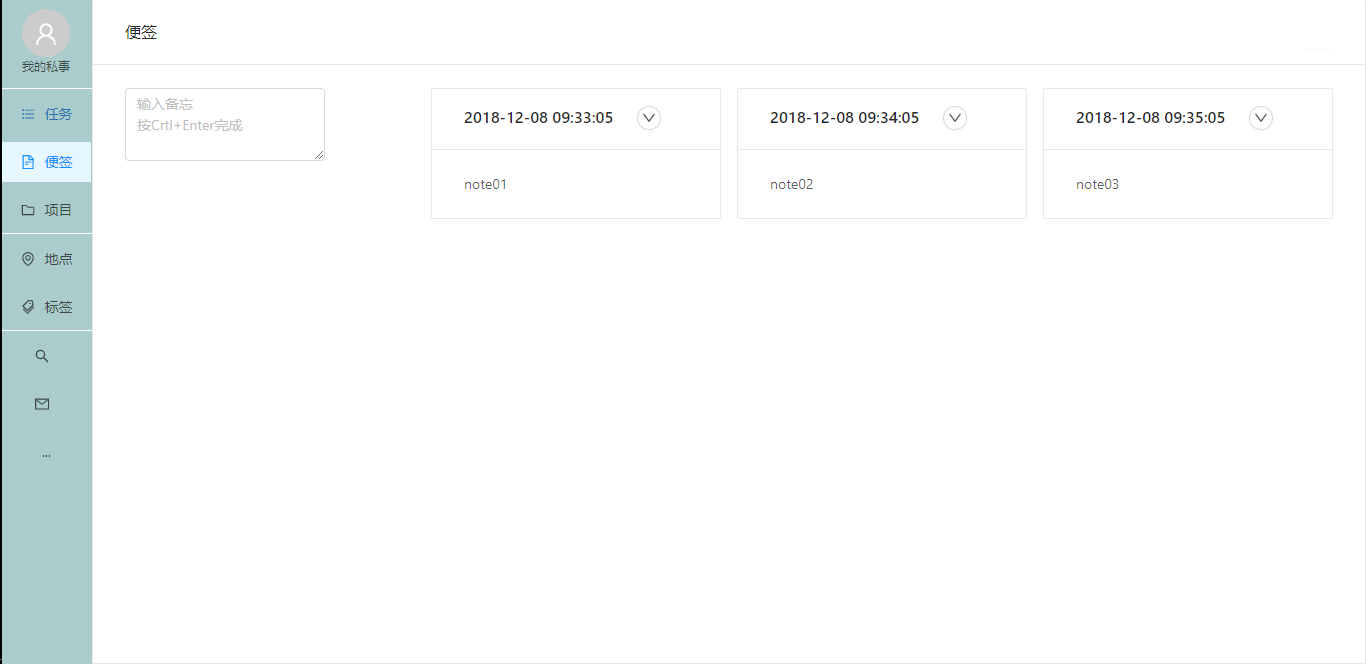 我的私事
任务
便签
项目
地点
标签
...
便签
输入备忘
按Crtl+Enter完成
2018-12-08 09:33:05
note01
2018-12-08 09:34:05
note02
2018-12-08 09:35:05
note03